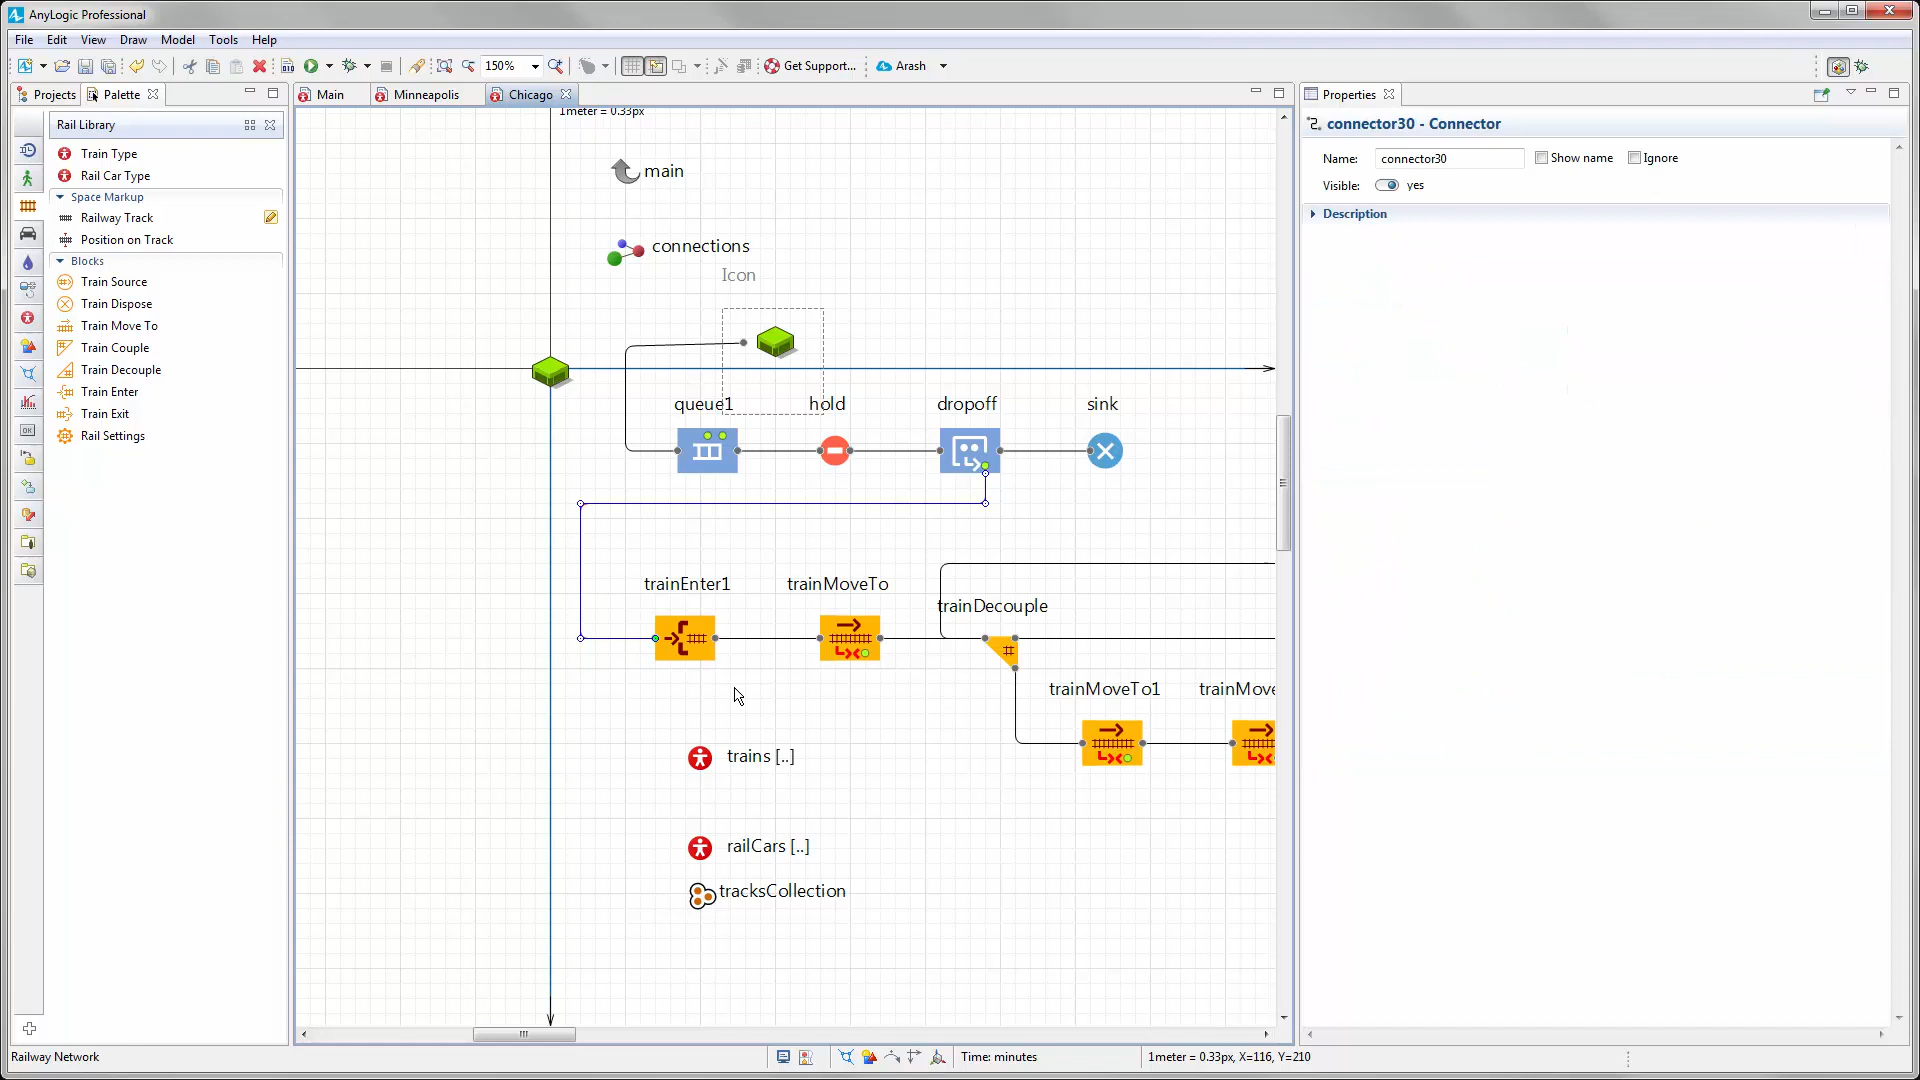 AnyLogic Professional
File Edit View Draw Model Tools Help
150% Get Support... Arash
Projects Palette
Main Minneapolis Chicago
Properties
Rail Library
Train Type
Rail Car Type
Space Markup
Railway Track
Position on Track
Blocks
Train Source
Train Dispose
Train Move To
Train Couple
Train Decouple
Train Enter
Train Exit
Rail Settings
1meter = 0.33px
main
connections
Icon
queue1 hold dropoff sink
trainEnter1 trainMoveTo
trainDecouple
trainMoveTo1 trainMove
trains [..]
railCars [..]
tracksCollection
connector30 - Connector
Name: connector30 Show name Ignore
Visible: yes
Description
Railway Network
Time: minutes
1meter = 0.33px, X=116, Y=210